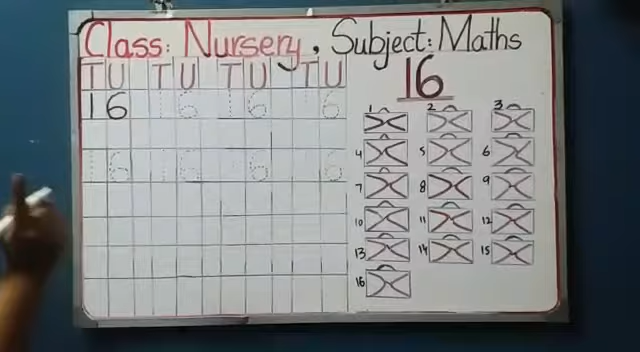 Class: Nursery, Subject: Maths
T U T U T U T U
16 16 16 16
16 16 16 16
16
1 2 3
4 5 6
7 8 9
10 11 12
13 14 15
16